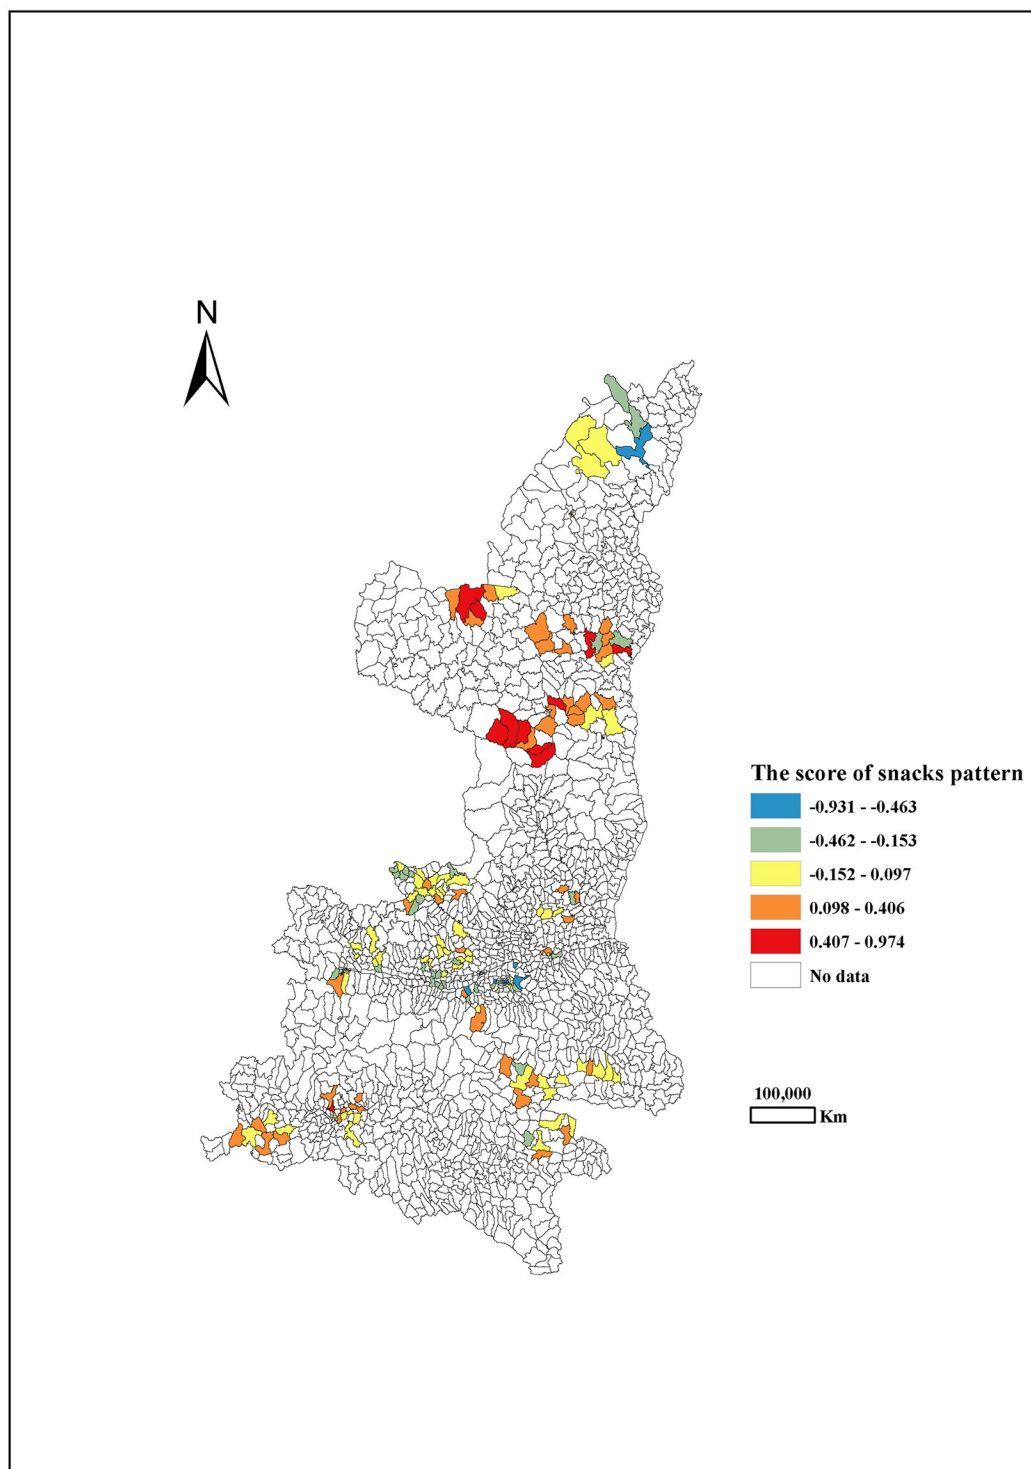 N
The score of snacks pattern
-0.931 - -0.463
-0.462 - -0.153
-0.152 - 0.097
0.098 - 0.406
0.407 - 0.974
No data
100,000
Km